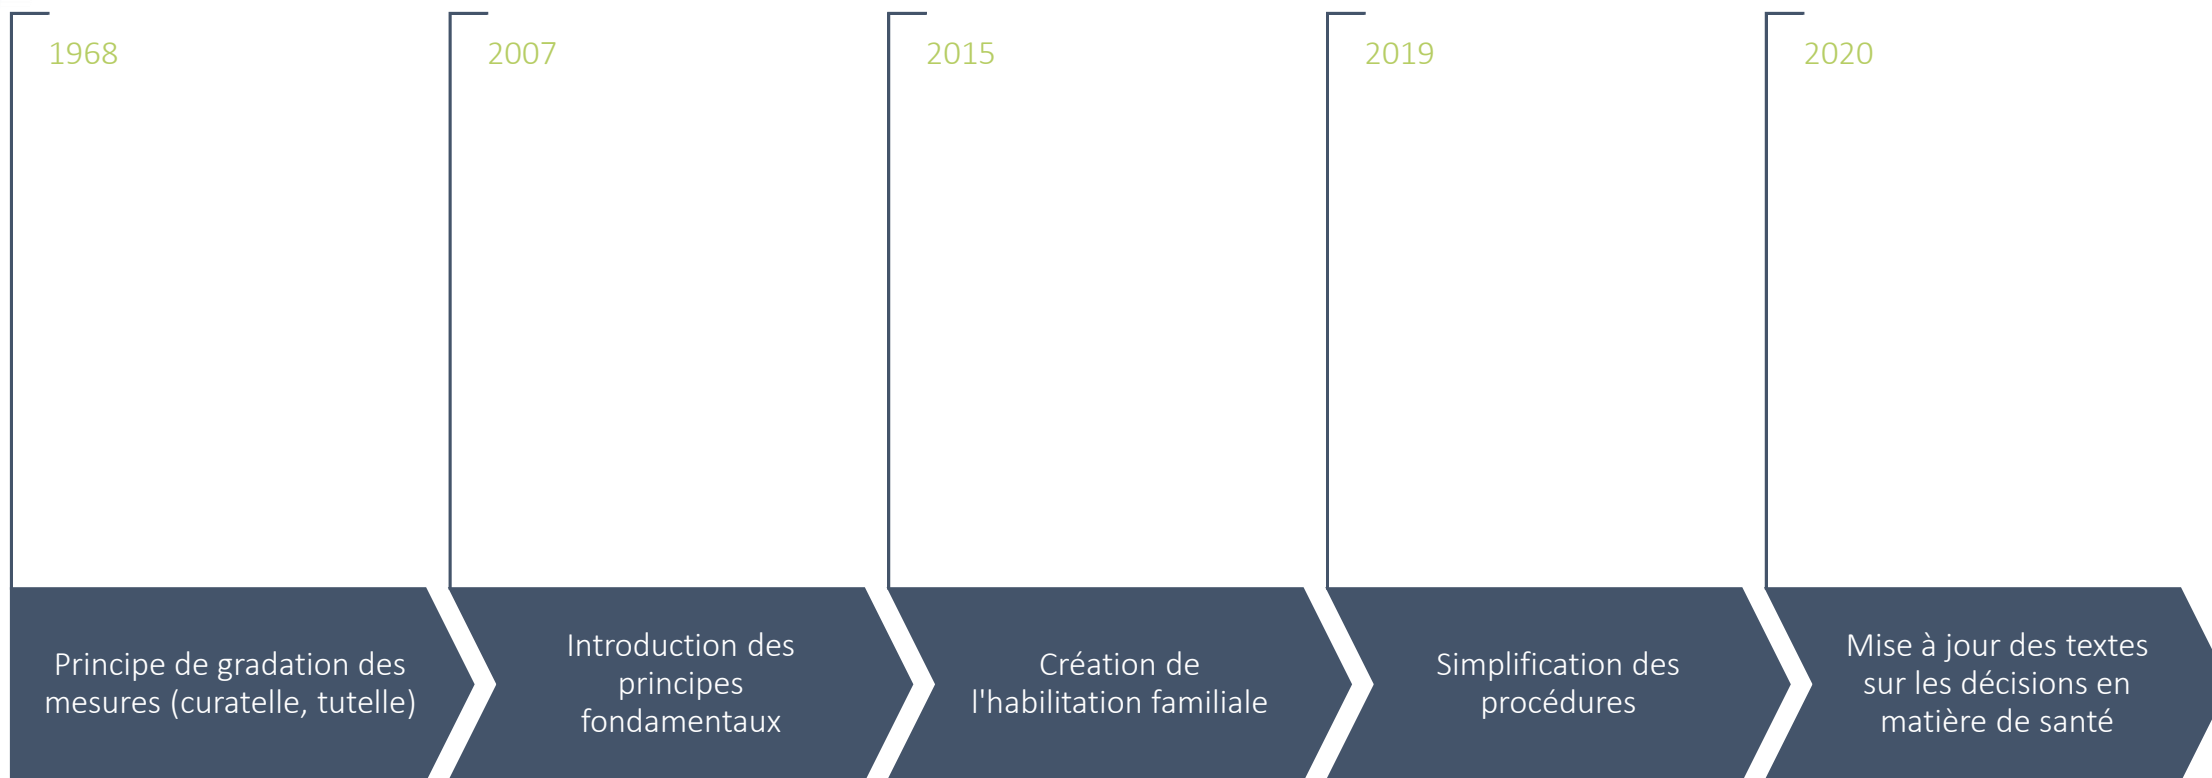 1968
Principe de gradation des
mesures (curatelle, tutelle)
2007
Introduction des
principes
fondamentaux
2015
Création de
l'habilitation familiale
2019
Simplification des
procédures
2020
Mise à jour des textes
sur les décisions en
matière de santé